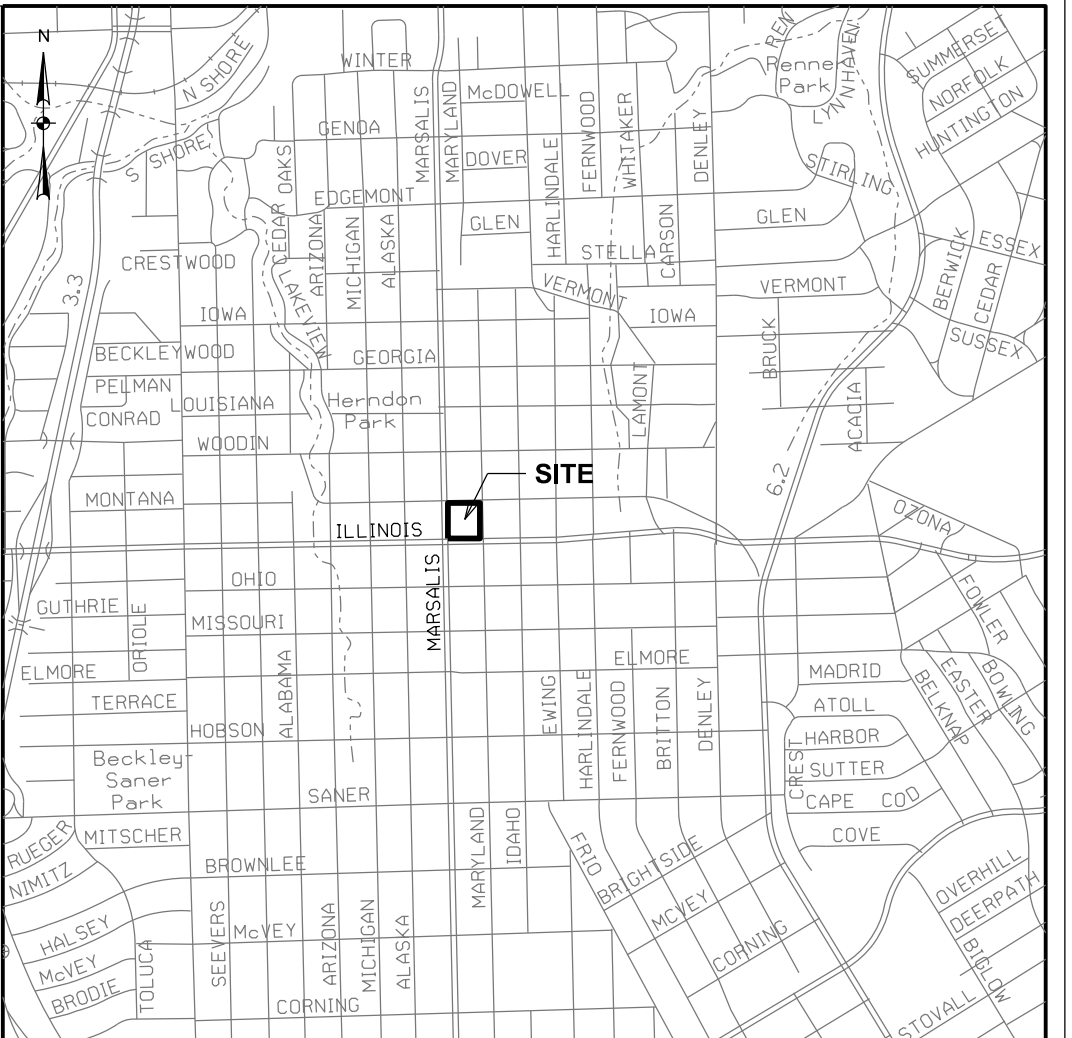 N
WINTER
N SHORE
REN
Renner
Park
LYNNHAVEN
SUMMERSET
NORFOLK
HUNTINGTON
McDOWELL
GENOA
MARSALIS
MARYLAND
S SHORE
DOVER
HARLINDALE
FERNWOOD
WHITAKER
DENLEY
STIRLING
CEDAR OAKS
EDGEMONT
GLEN
GLEN
ARIZONA
MICHIGAN
ALASKA
STELLA
CARSON
CRESTWOOD
LAKEVIEW
VERMONT
VERMONT
BERWICK
ESSEX
CEDAR
SUSSEX
3.3
IOWA
IOWA
BECKLEYWOOD
GEORGIA
BRUCK
PELMAN
LOUISIANA
Herndon
Park
LAMONT
CONRAD
ACACIA
WOODIN
6.2
SITE
MONTANA
OZONA
ILLINOIS
MARSALIS
OHIO
GUTHRIE
ORIOLE
MISSOURI
FOWLER
ELMORE
ELMORE
ALABAMA
MADRID
BELKNAP
EASTER
BOWLING
TERRACE
EWING
HARLINDALE
FERNWOOD
BRITTON
DENLEY
ATOLL
HOBSON
HARBOR
CREST
Beckley-
Saner
Park
SUTTER
SANER
CAPE COD
MITSCHER
MARYLAND
IDAHO
COVE
RUEGER
FRIO
BROWNLEE
BRIGHTSIDE
NIMITZ
OVERHILL
DEERPATH
MCVEY
HALSEY
SEEVERS
McVEY
ARIZONA
MICHIGAN
ALASKA
CORNING
BIGLOW
McVEY
TOLUCA
BRODIE
CORNING
STOVALL